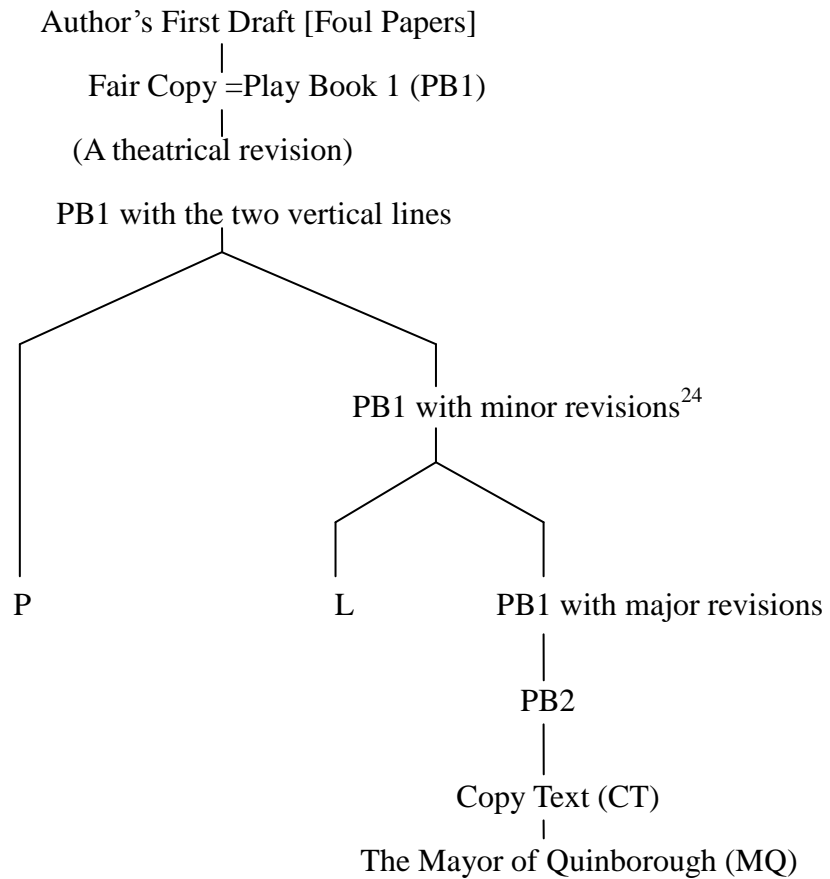 Author’s First Draft [Foul Papers]
Fair Copy =Play Book 1 (PB1)
(A theatrical revision)
PB1 with the two vertical lines
PB1 with minor revisions24
P
L
PB1 with major revisions
PB2
Copy Text (CT)
The Mayor of Quinborough (MQ)